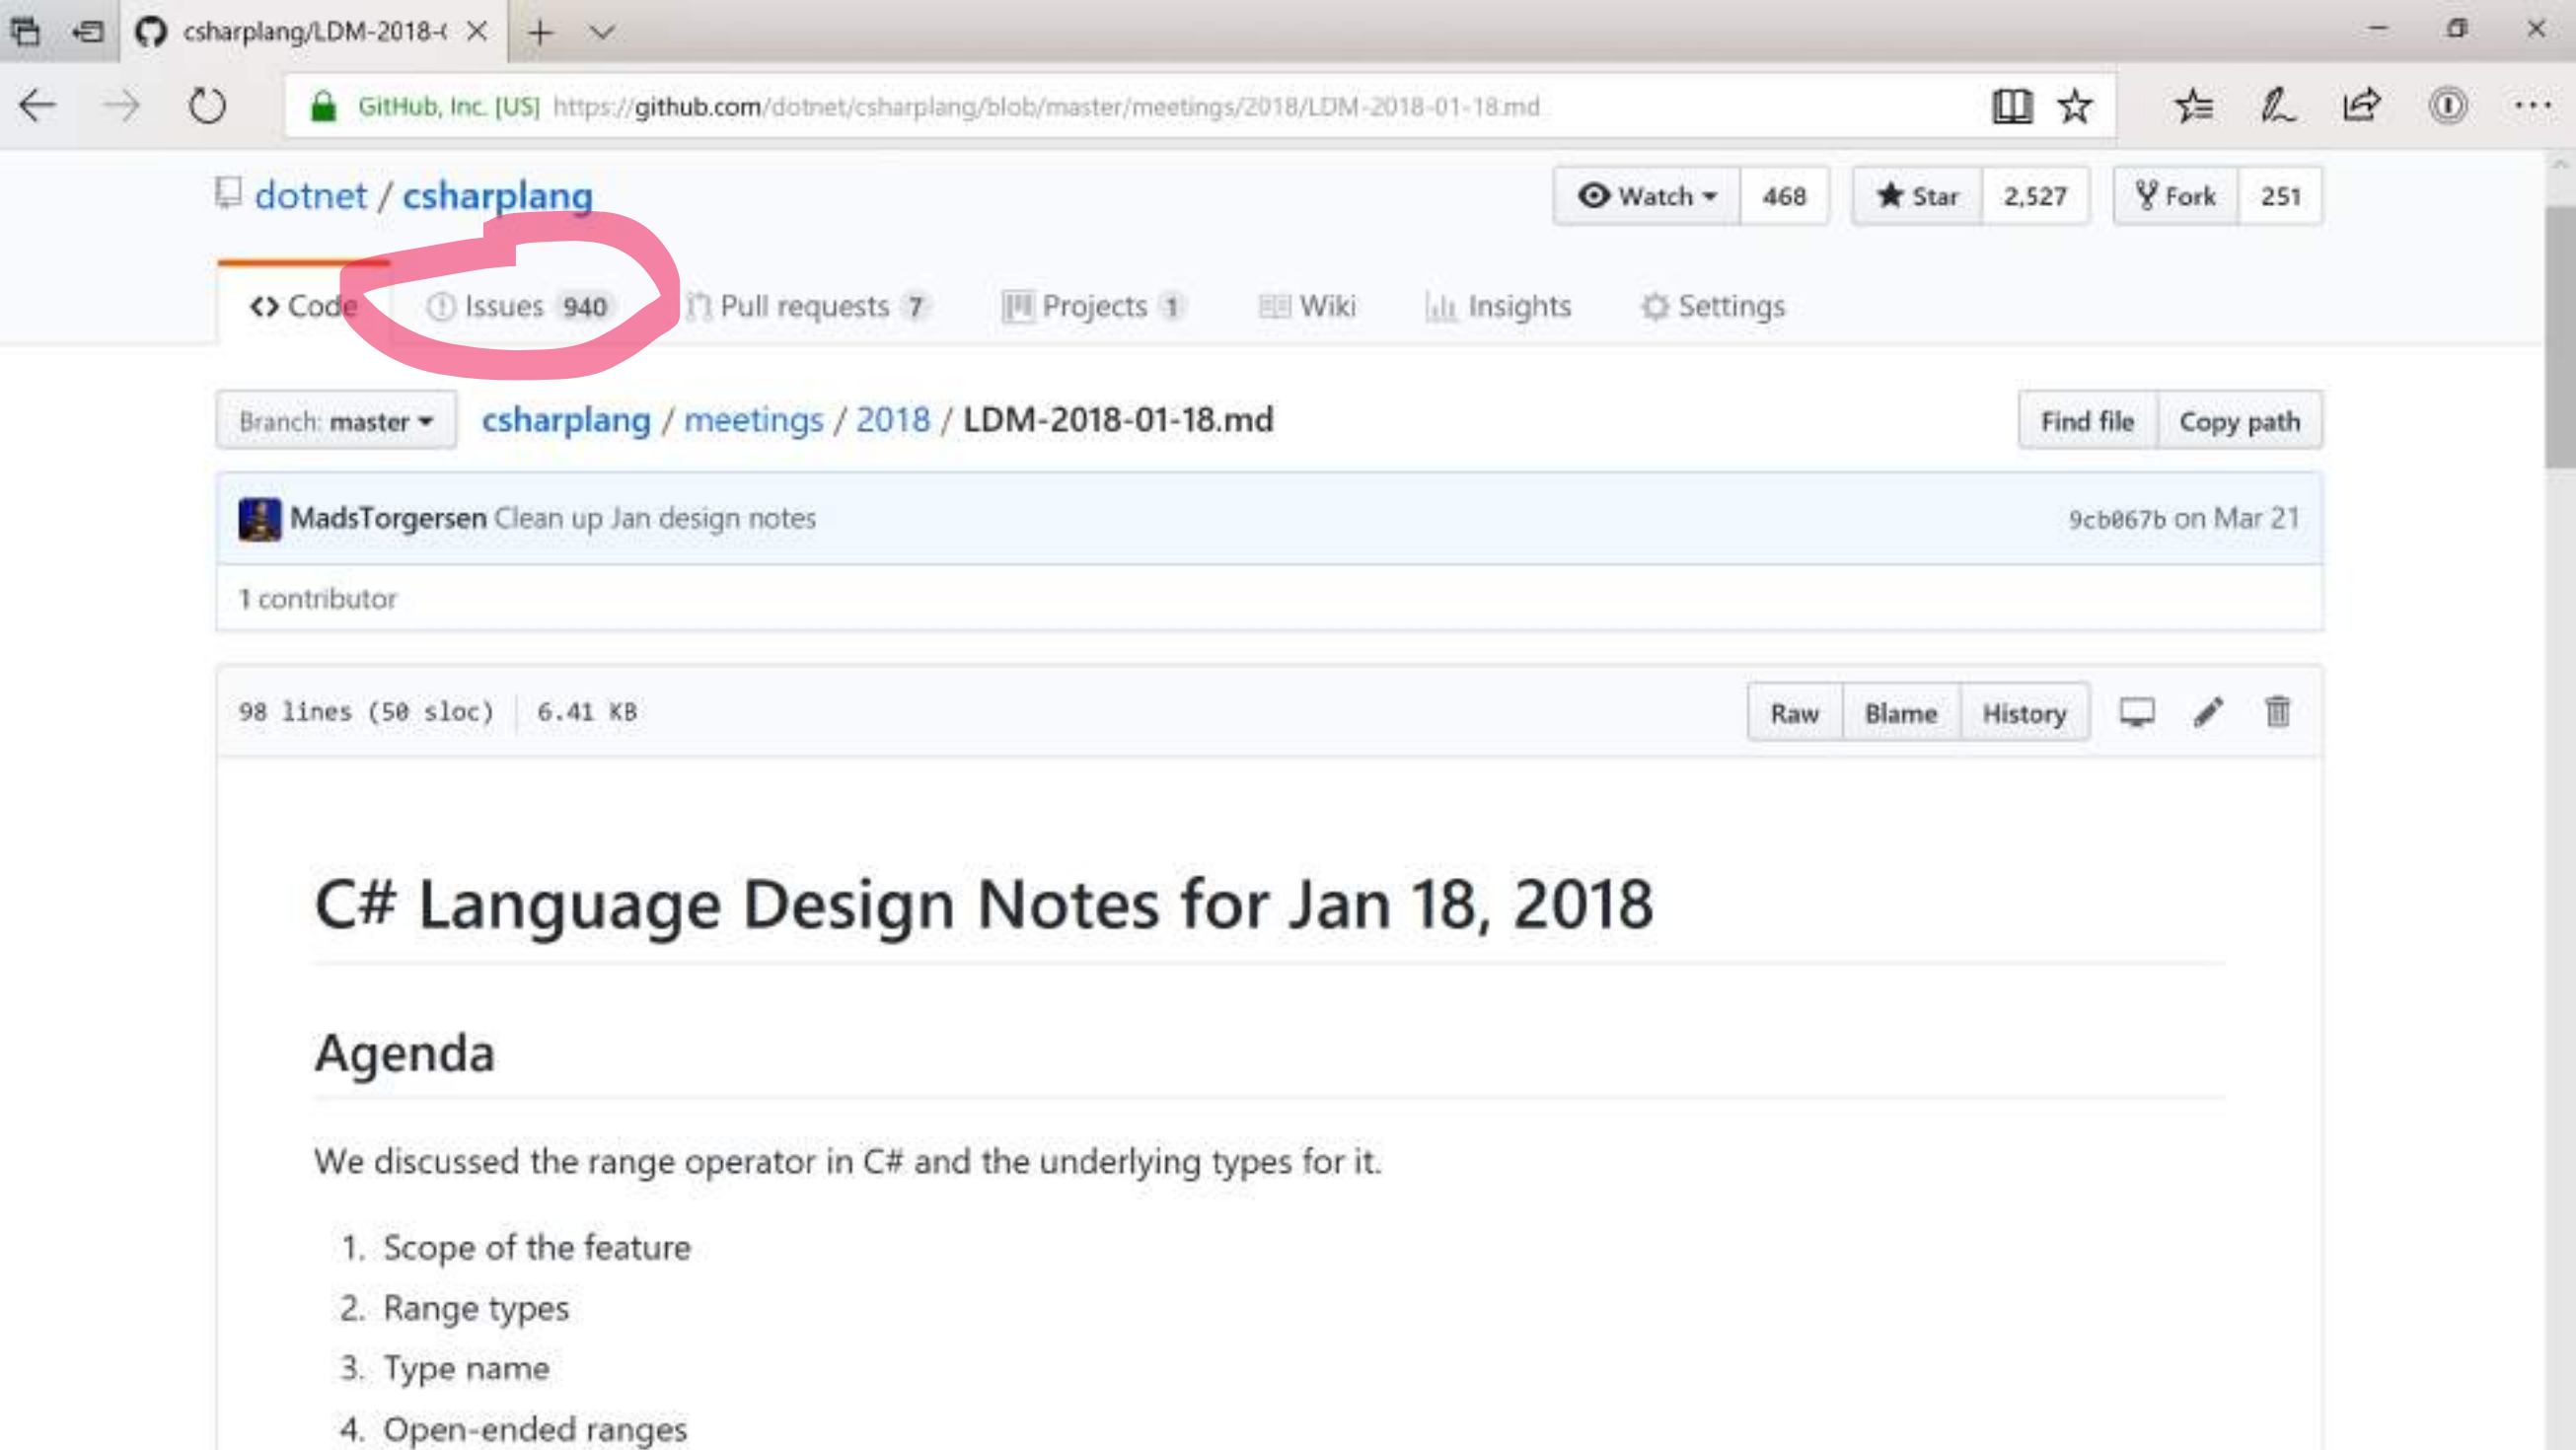 csharplang/LDM-2018-
GitHub, Inc. [US] https://github.com/dotnet/csharplang/blob/master/meetings/2018/LDM-2018-01-18.md
dotnet / csharplang
Watch 468 Star 2,527 Fork 251
<> Code Issues 940 Pull requests 7 Projects 1 Wiki Insights Settings
Branch: master csharplang / meetings / 2018 / LDM-2018-01-18.md Find file Copy path
MadsTorgersen Clean up Jan design notes 9cb067b on Mar 21
1 contributor
98 lines (50 sloc) 6.41 KB Raw Blame History
C# Language Design Notes for Jan 18, 2018
Agenda
We discussed the range operator in C# and the underlying types for it.
1. Scope of the feature
2. Range types
3. Type name
4. Open-ended ranges